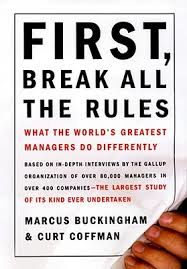 FIRST,
BREAK ALL
THE RULES
WHAT THE WORLD'S GREATEST
MANAGERS DO DIFFERENTLY
BASED ON IN-DEPTH INTERVIEWS BY THE GALLUP
ORGANIZATION OF OVER 80,000 MANAGERS IN
OVER 400 COMPANIES—THE LARGEST STUDY
OF ITS KIND EVER UNDERTAKEN
MARCUS BUCKINGHAM
& CURT COFFMAN